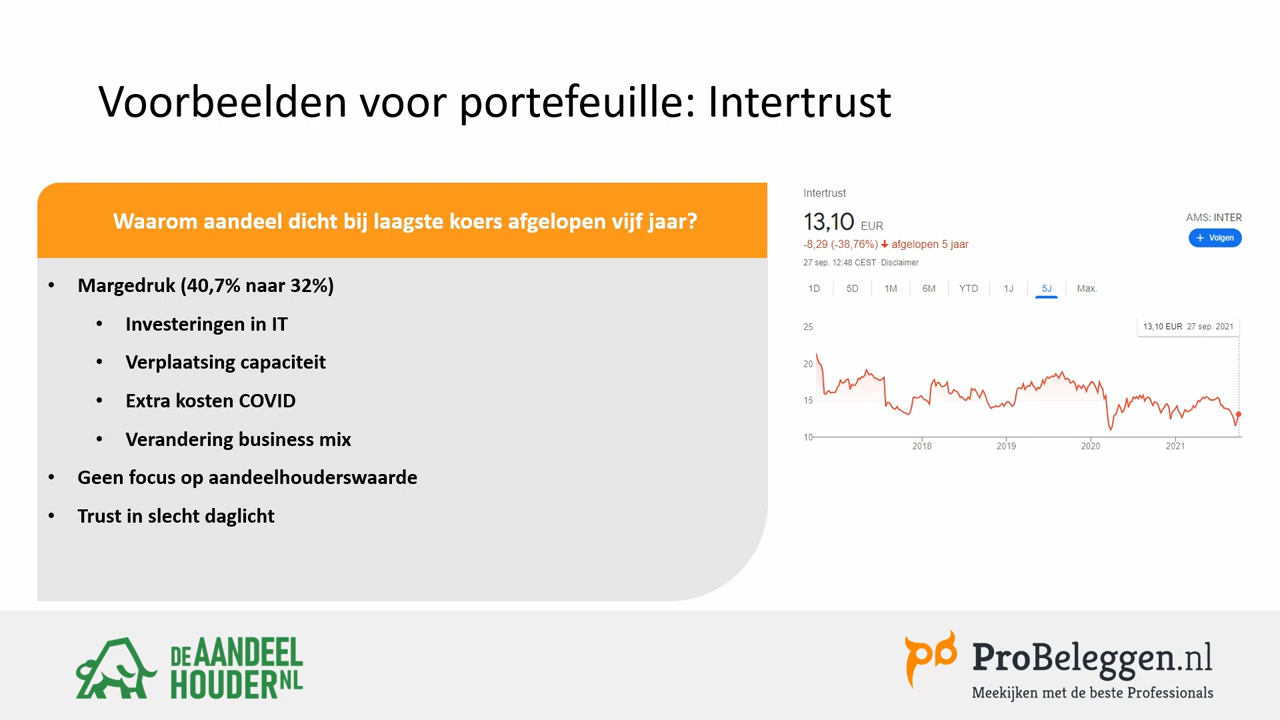 Voorbeelden voor portefeuille: Intertrust
Waarom aandeel dicht bij laagste koers afgelopen vijf jaar?
• Margedruk (40,7% naar 32%)
• Investeringen in IT
• Verplaatsing capaciteit
• Extra kosten COVID
• Verandering business mix
• Geen focus op aandeelhouderswaarde
• Trust in slecht daglicht
Intertrust
13,10 EUR
AMS: INTER
-8,29 (-38,76%) ↓ afgelopen 5 jaar
+ Volgen
27 sep. 12:48 CEST · Disclaimer
1D 5D 1M 6M YTD 1J 5J Max.
13,10 EUR 27 sep. 2021
25
20
15
10
2018 2019 2020 2021
DE AANDEEL
HOUDER NL
ProBeleggen.nl
Meekijken met de beste Professionals